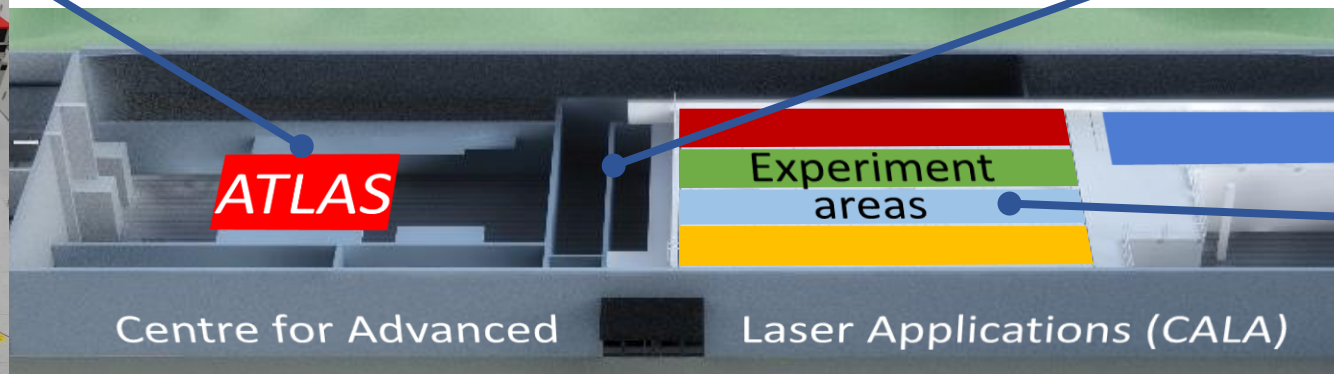 ATLAS
Experiment
areas
Centre for Advanced Laser Applications (CALA)